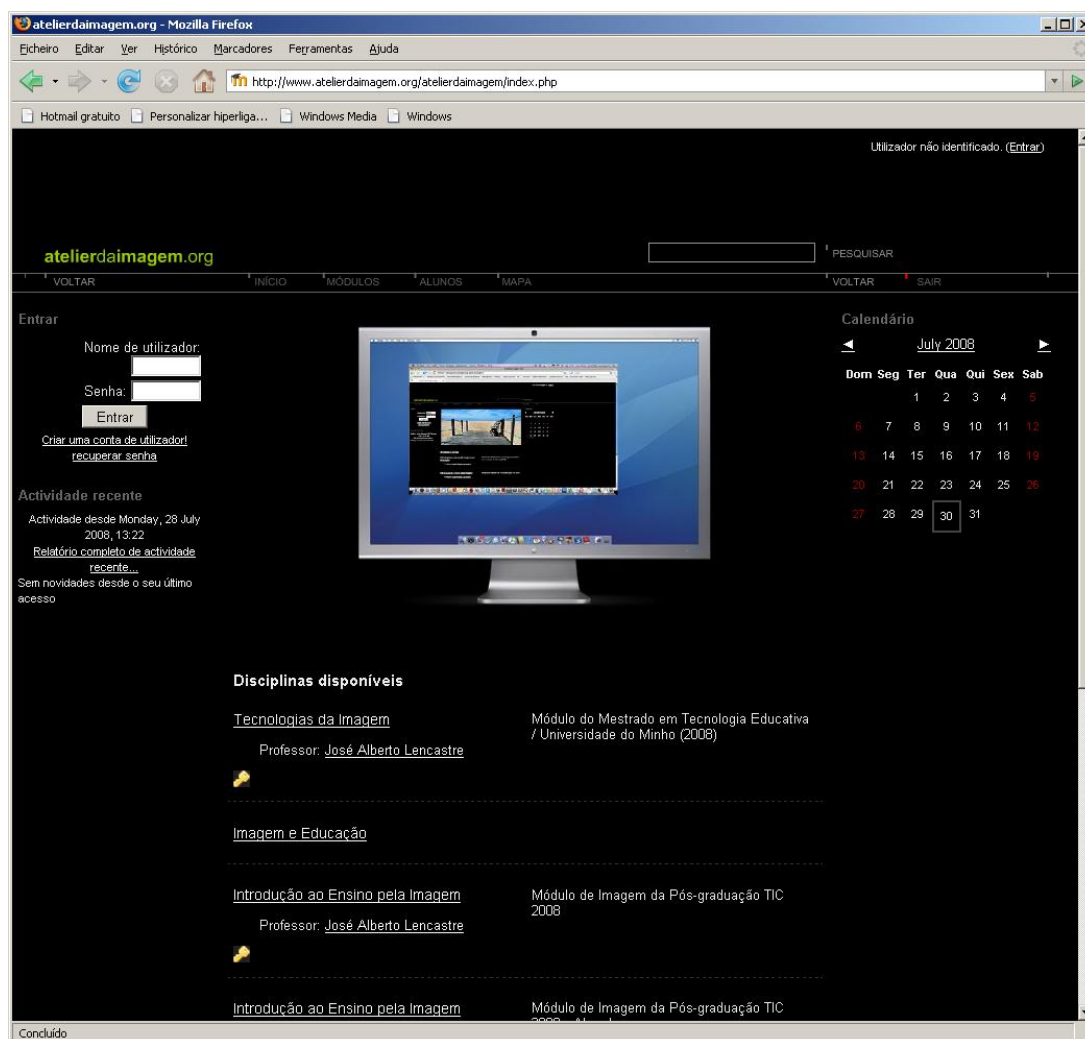 atelierdaimagem.org - Mozilla Firefox
Ficheiro Editar Ver Histórico Marcadores Ferramentas Ajuda
http://www.atelierdaimagem.org/atelierdaimagem/index.php
Hotmail gratuito Personalizar hiperliga... Windows Media Windows
Utilizador não identificado. (Entrar)
atelierdaimagem.org
PESQUISAR
VOLTAR INÍCIO MÓDULOS ALUNOS MAPA VOLTAR SAIR
Entrar
Nome de utilizador:
Senha:
Entrar
Criar uma conta de utilizador!
recuperar senha
Actividade recente
Actividade desde Monday, 28 July
2008, 13:22
Relatório completo de actividade
recente...
Sem novidades desde o seu último
acesso
Calendário
◄ July 2008 ►
Dom Seg Ter Qua Qui Sex Sab
1 2 3 4 5
6 7 8 9 10 11 12
13 14 15 16 17 18 19
20 21 22 23 24 25 26
27 28 29 30 31
Disciplinas disponíveis
Tecnologias da Imagem
Professor: José Alberto Lencastre
Módulo do Mestrado em Tecnologia Educativa
/ Universidade do Minho (2008)
Imagem e Educação
Introdução ao Ensino pela Imagem
Professor: José Alberto Lencastre
Módulo de Imagem da Pós-graduação TIC
2008
Introdução ao Ensino pela Imagem
Módulo de Imagem da Pós-graduação TIC
Concluído